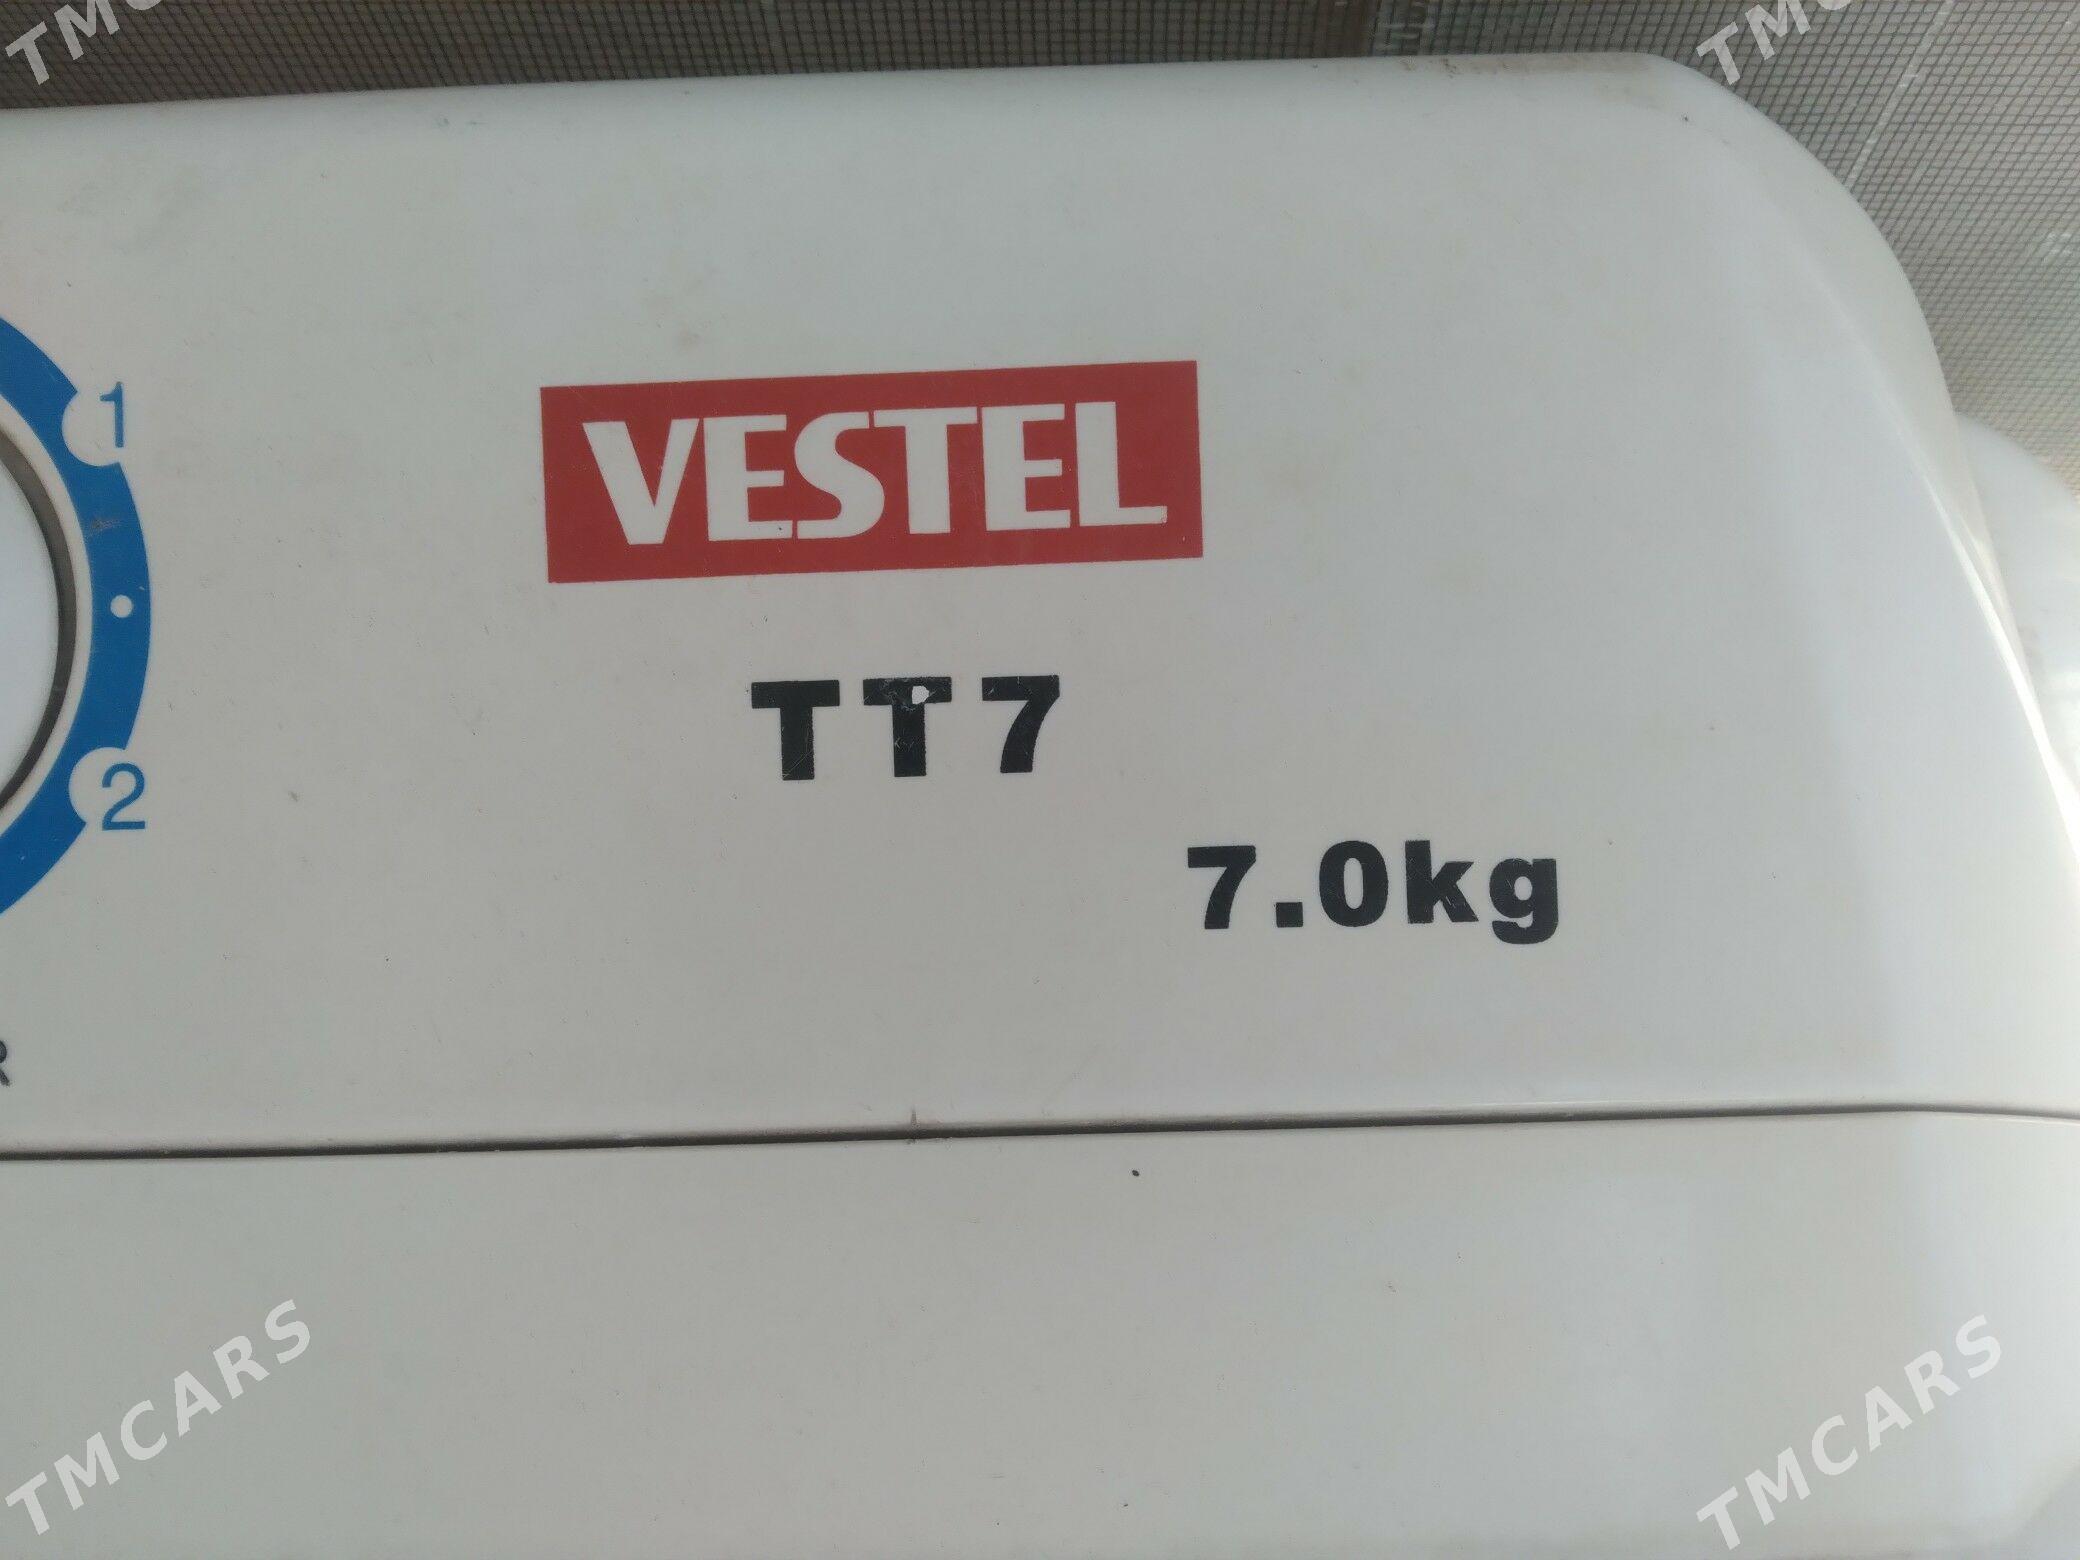 1
VESTEL
TT7
2
7.0kg
R
TMCARS
TMCARS